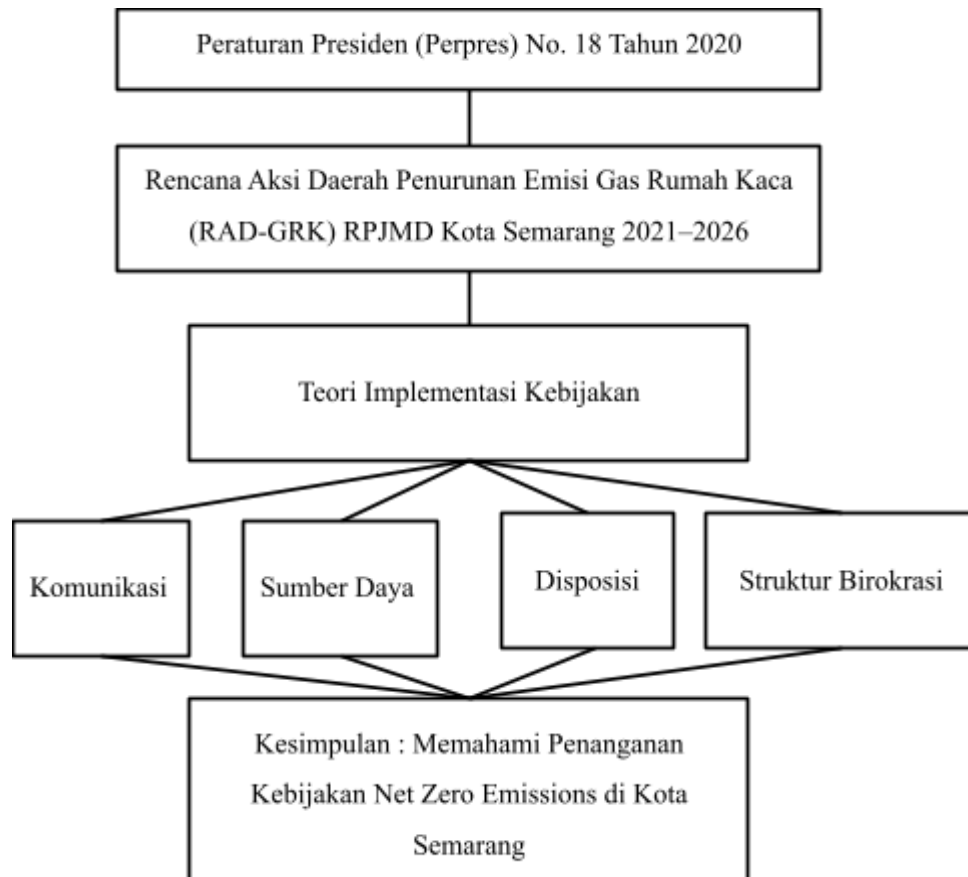 Peraturan Presiden (Perpres) No. 18 Tahun 2020
Rencana Aksi Daerah Penurunan Emisi Gas Rumah Kaca
(RAD-GRK) RPJMD Kota Semarang 2021–2026
Teori Implementasi Kebijakan
Komunikasi
Sumber Daya
Disposisi
Struktur Birokrasi
Kesimpulan : Memahami Penanganan
Kebijakan Net Zero Emissions di Kota
Semarang